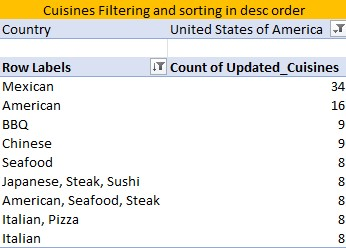 Cuisines Filtering and sorting in desc order
Country United States of America
Row Labels Count of Updated_Cuisines
Mexican 34
American 16
BBQ 9
Chinese 9
Seafood 8
Japanese, Steak, Sushi 8
American, Seafood, Steak 8
Italian, Pizza 8
Italian 8